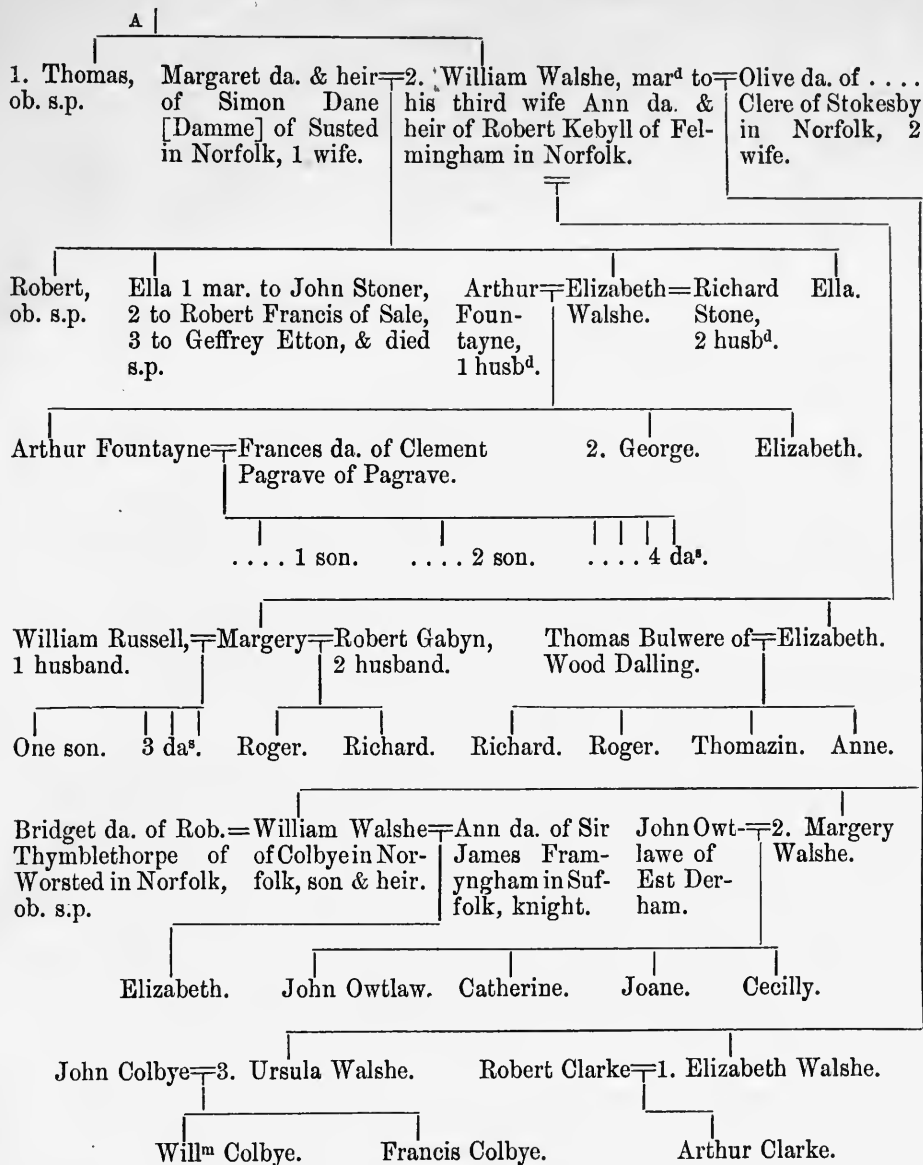 A
1. Thomas,
ob. s.p.
Margaret da. & heir
of Simon Dane
[Damme] of Susted
in Norfolk, 1 wife.
2. William Walshe, marᵈ to
his third wife Ann da. &
heir of Robert Kebyll of Fel-
mingham in Norfolk.
Olive da. of . . . .
Clere of Stokesby
in Norfolk, 2
wife.
Robert,
ob. s.p.
Ella 1 mar. to John Stoner,
2 to Robert Francis of Sale,
3 to Geffrey Etton, & died
s.p.
Arthur
Foun-
tayne,
1 husbᵈ.
Elizabeth
Walshe.
Richard
Stone,
2 husbᵈ.
Ella.
Arthur Fountayne
Frances da. of Clement
Pagrave of Pagrave.
2. George.
Elizabeth.
. . . . 1 son.
. . . . 2 son.
. . . . 4 daˢ.
William Russell,
1 husband.
Margery
Robert Gabyn,
2 husband.
Thomas Bulwere of
Wood Dalling.
Elizabeth.
One son.
3 daˢ.
Roger.
Richard.
Richard.
Roger.
Thomazin.
Anne.
Bridget da. of Rob.
Thymblethorpe of
Worsted in Norfolk,
ob. s.p.
William Walshe
of Colbye in Nor-
folk, son & heir.
Ann da. of Sir
James Fram-
yngham in Suf-
folk, knight.
John Owt-
lawe of
Est Der-
ham.
2. Margery
Walshe.
Elizabeth.
John Owtlaw.
Catherine.
Joane.
Cecilly.
John Colbye
3. Ursula Walshe.
Robert Clarke
1. Elizabeth Walshe.
Willᵐ Colbye.
Francis Colbye.
Arthur Clarke.